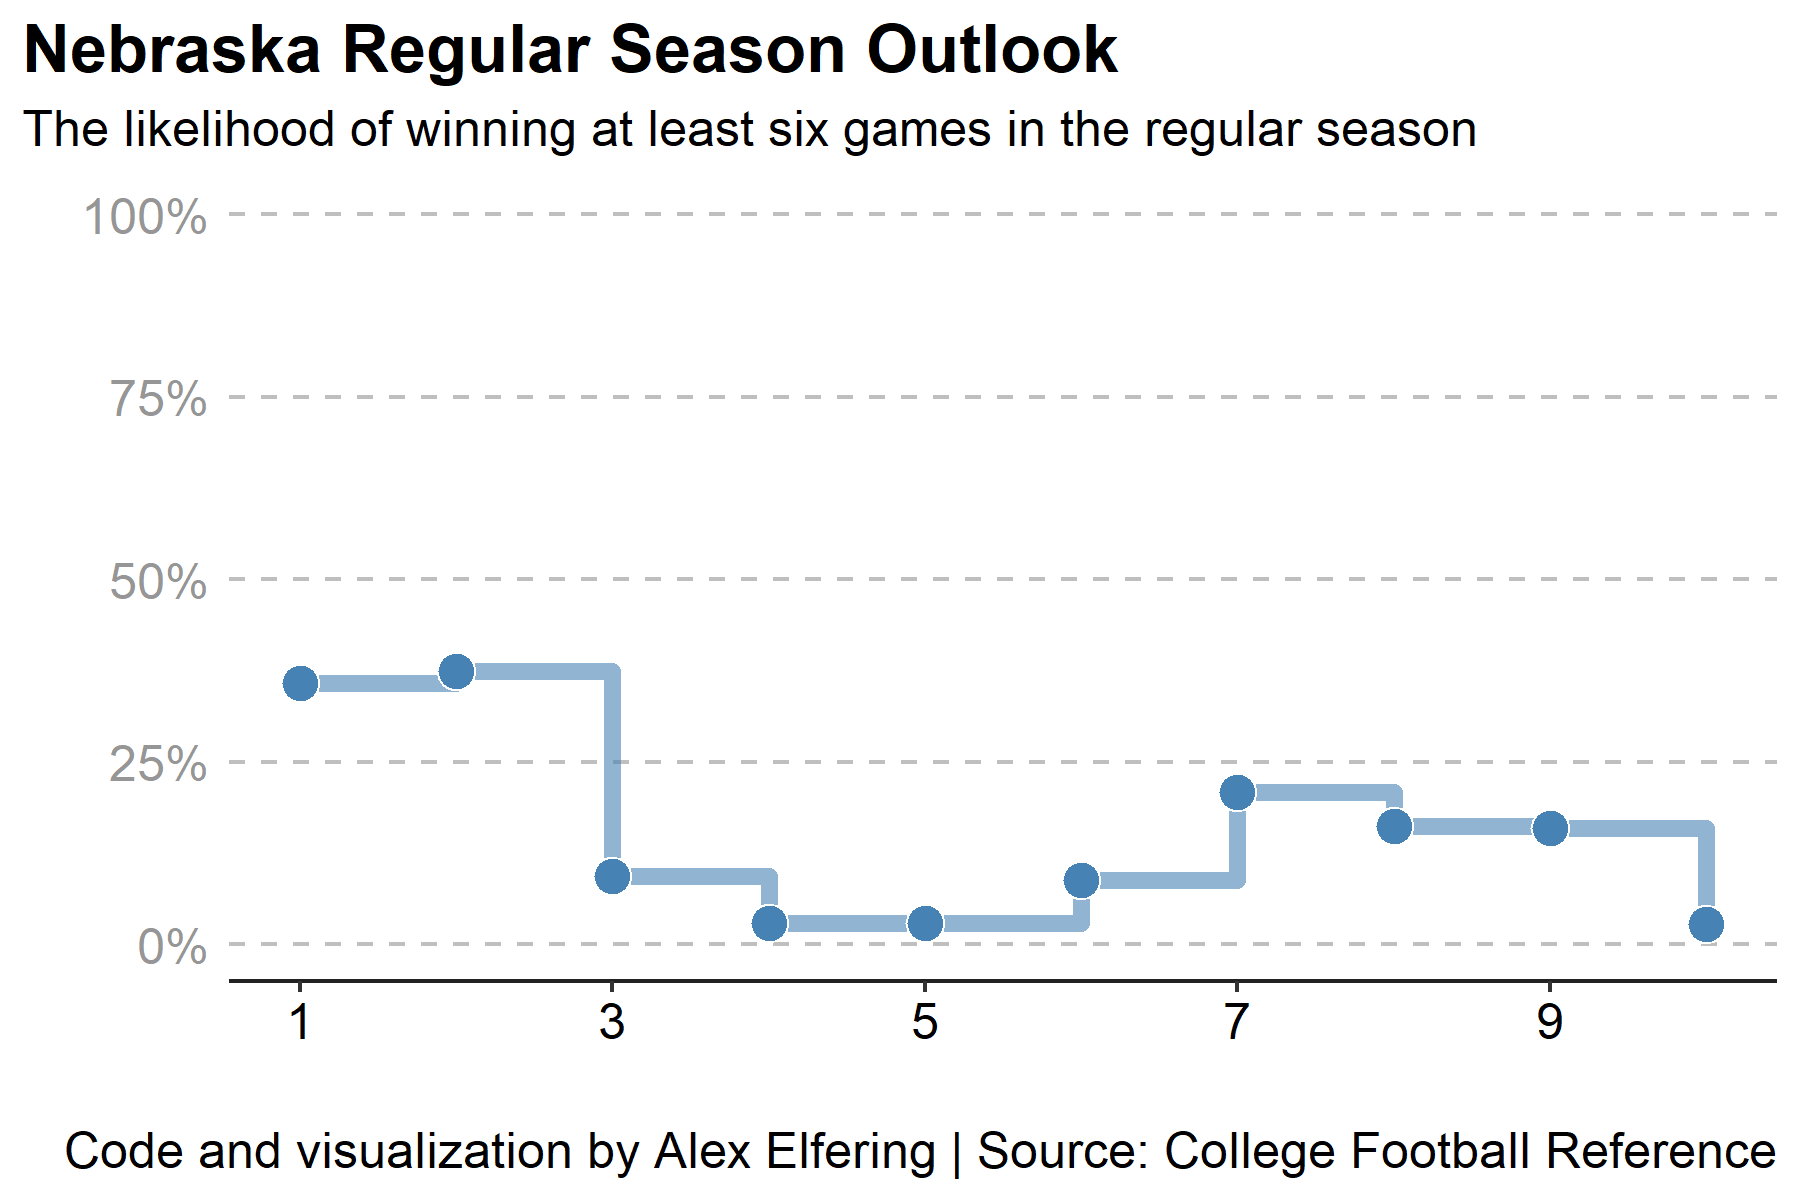 Nebraska Regular Season Outlook
The likelihood of winning at least six games in the regular season
100%
75%
50%
25%
0%
1 3 5 7 9
Code and visualization by Alex Elfering | Source: College Football Reference